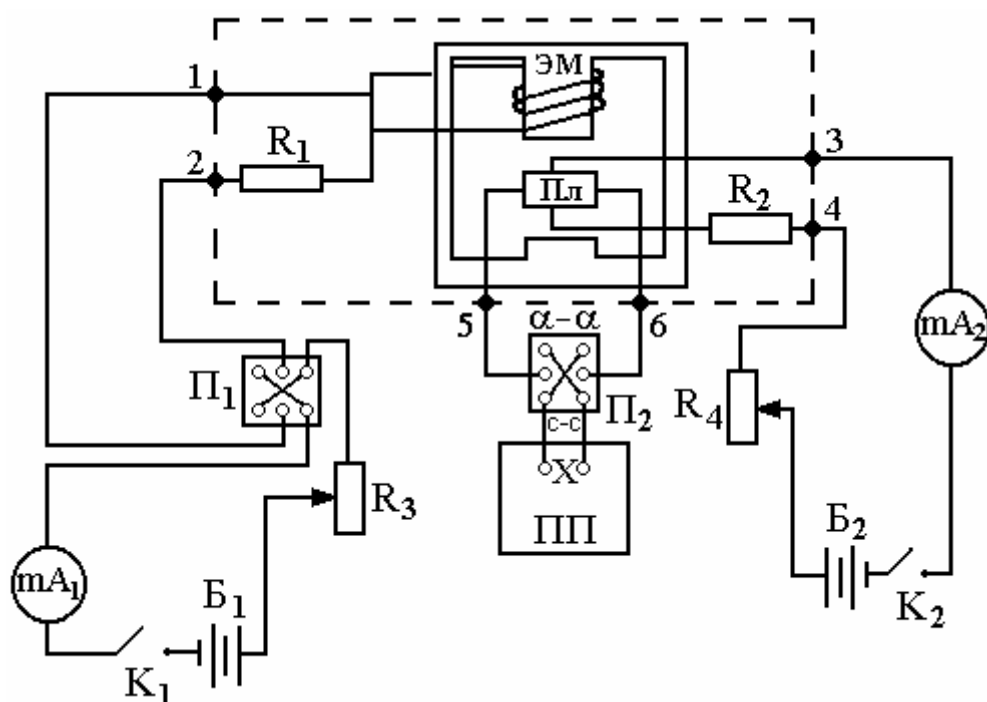 ЭМ
1
R₁
2
3
Пл
R₂
4
5
α-α
6
mA₂
П₁
П₂
R₄
c-c
X
R₃
ПП
Б₂
mA₁
Б₁
K₂
K₁